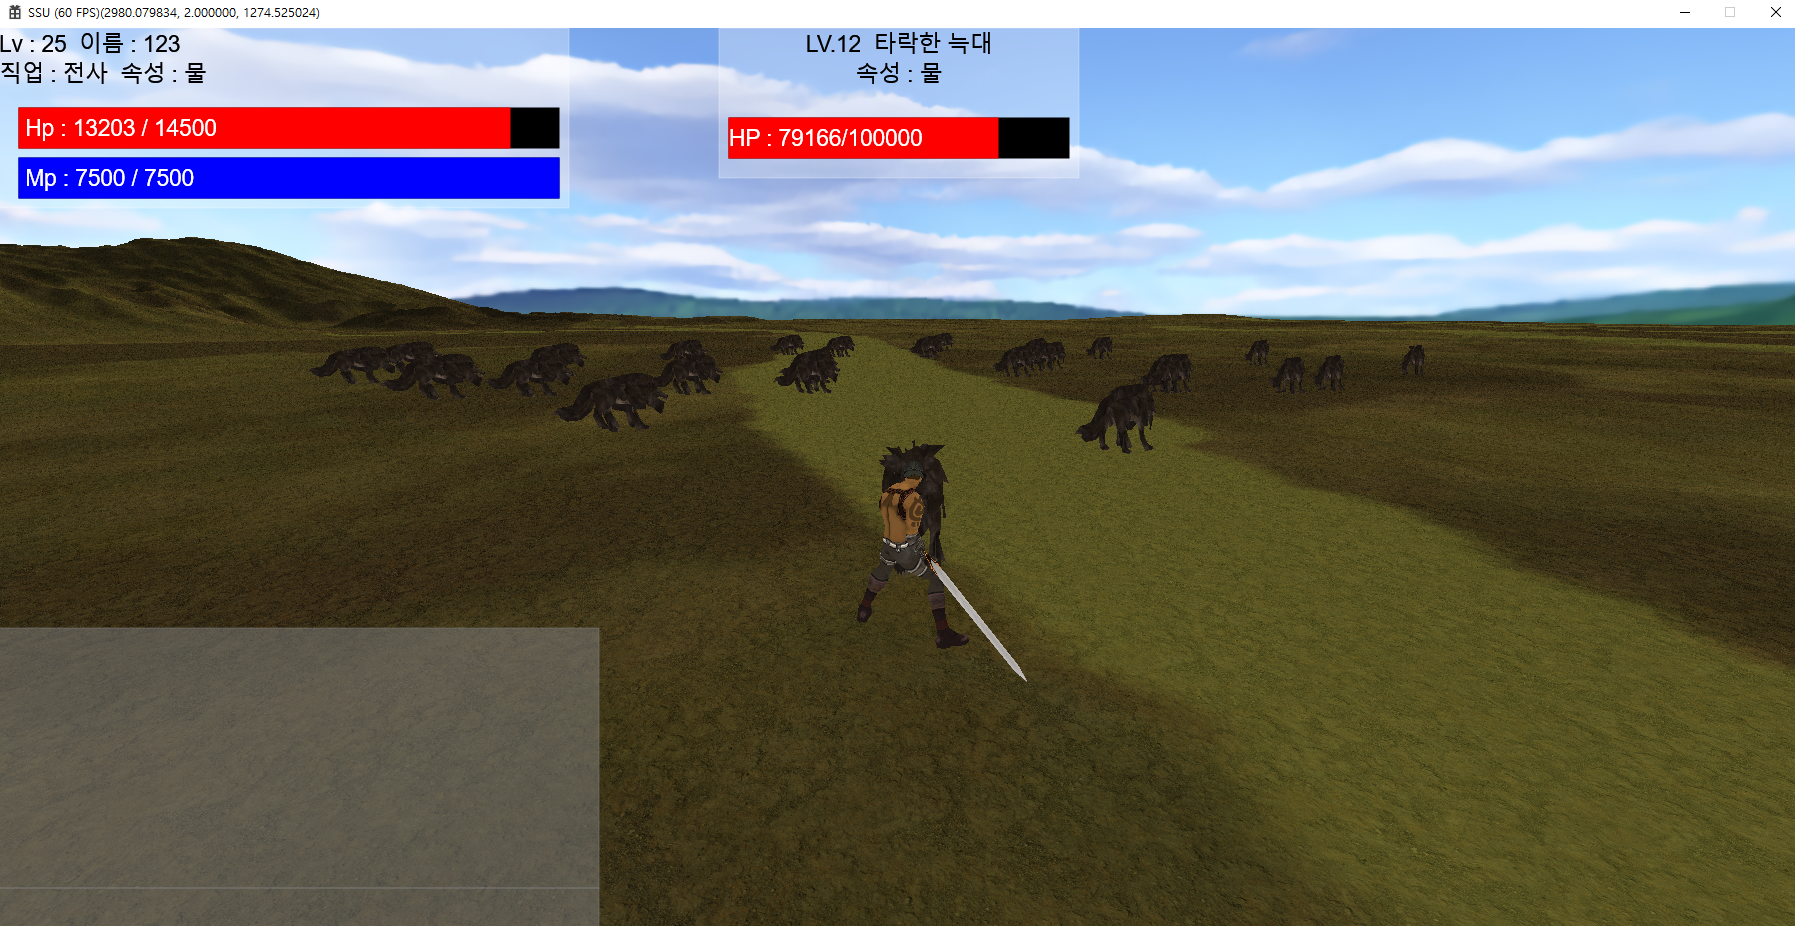 SSU (60 FPS)(2980.079834, 2.000000, 1274.525024)
Lv : 25 이름 : 123
직업 : 전사 속성 : 물
Hp : 13203 / 14500
Mp : 7500 / 7500
LV.12 타락한 늑대
속성 : 물
HP : 79166/100000